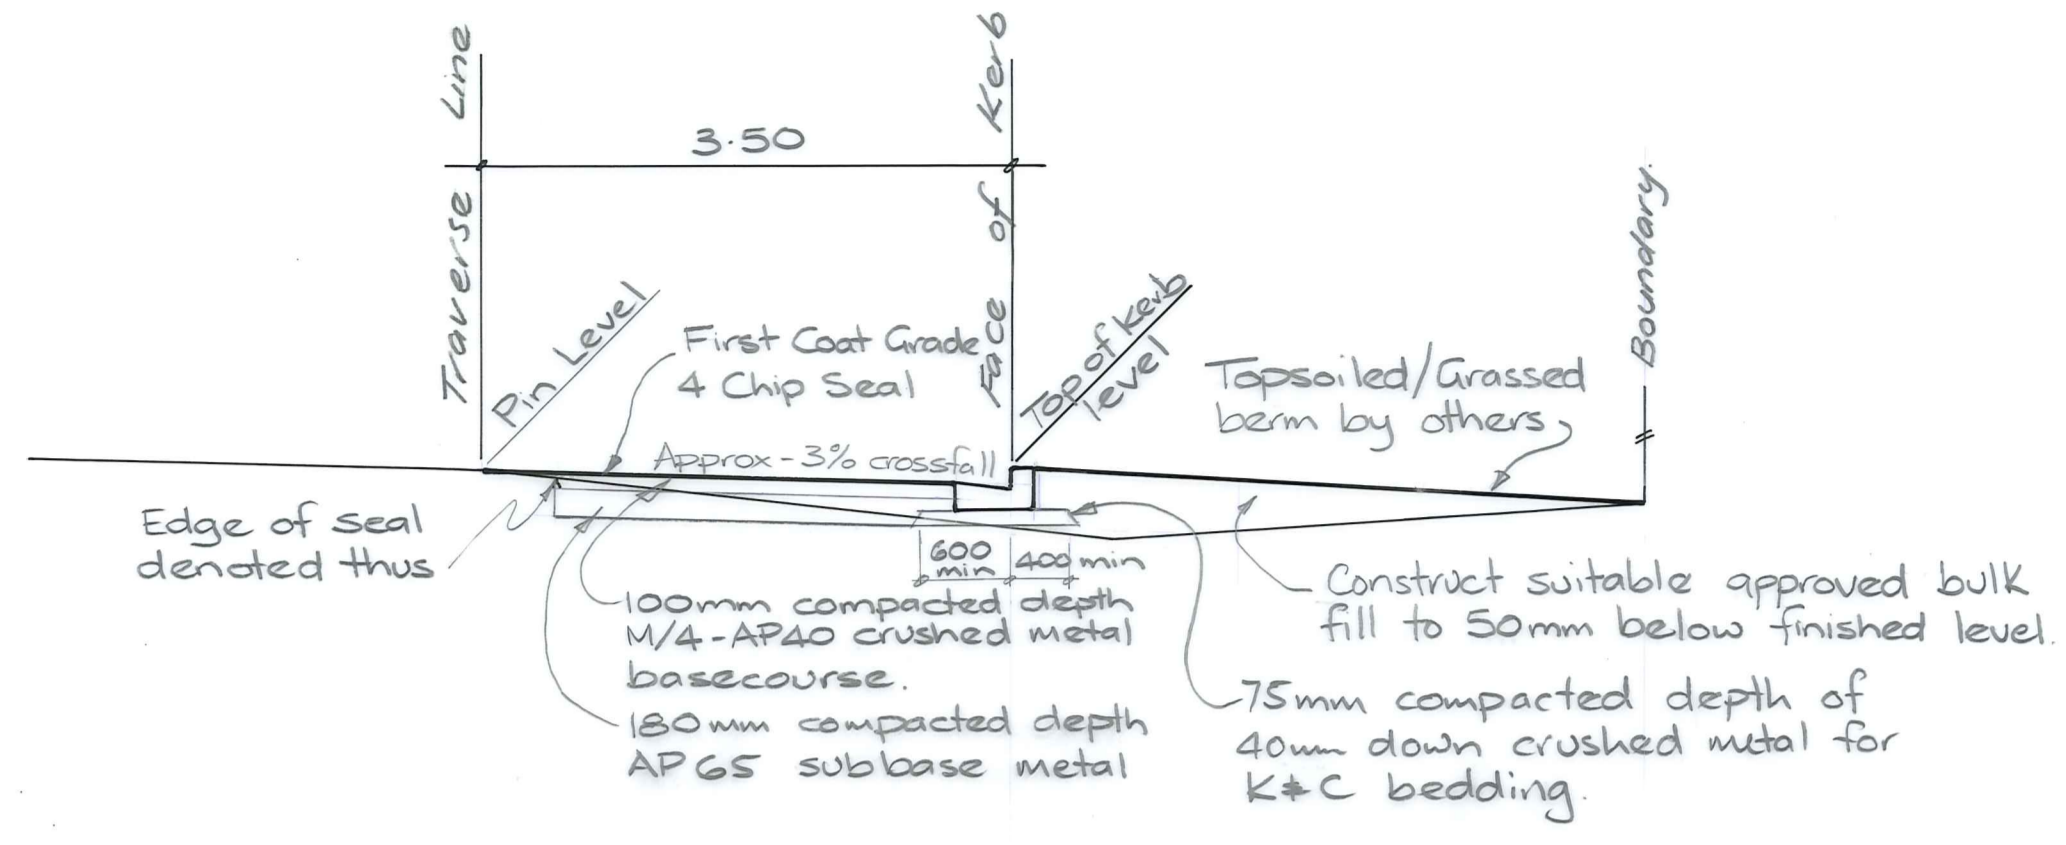 Traverse Line
Face of Kerb
3.50
Boundary.
Pin Level
Top of Kerb
level
First Coat Grade
4 Chip Seal
Approx - 3% crossfall
Topsoiled/Grassed
berm by others
Edge of seal
denoted thus
600
min
400 min
100mm compacted depth
M/4-AP40 crushed metal
basecourse.
180mm compacted depth
AP65 subbase metal
Construct suitable approved bulk
fill to 50mm below finished level.
75mm compacted depth of
40mm down crushed metal for
K&C bedding.